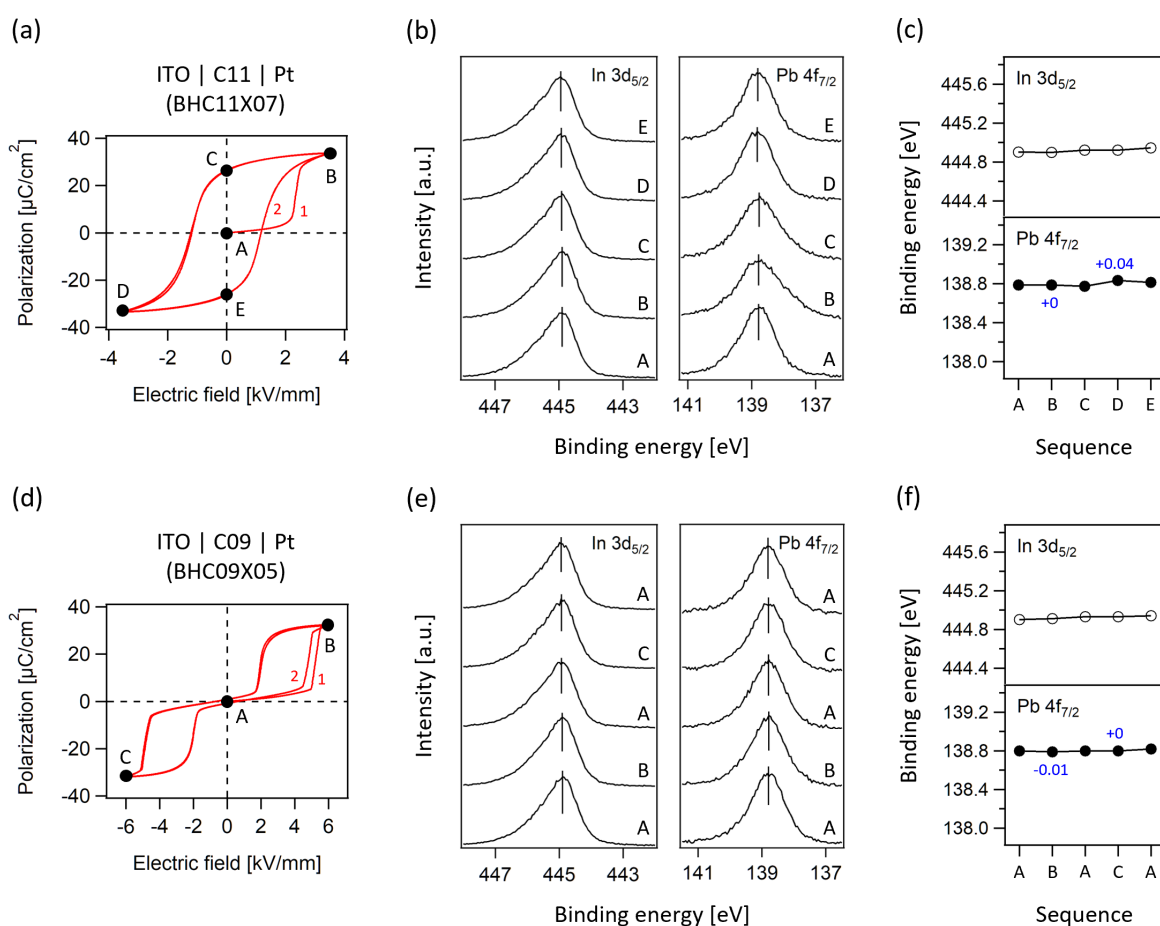 (a)
ITO | C11 | Pt
(BHC11X07)
Polarization [µC/cm²]
40
20
0
-20
-40
C
B
2
1
A
D
E
-4
-2
0
2
4
Electric field [kV/mm]
(b)
Intensity [a.u.]
In 3d5/2
E
D
C
B
A
447
445
443
Pb 4f7/2
E
D
C
B
A
141
139
137
Binding energy [eV]
(c)
Binding energy [eV]
445.6
445.2
444.8
444.4
In 3d5/2
139.2
138.8
138.4
138.0
Pb 4f7/2
+0.04
+0
A
B
C
D
E
Sequence
(d)
ITO | C09 | Pt
(BHC09X05)
Polarization [µC/cm²]
40
20
0
-20
-40
B
2
1
A
C
-6
-4
-2
0
2
4
6
Electric field [kV/mm]
(e)
Intensity [a.u.]
In 3d5/2
A
C
A
B
A
447
445
443
Pb 4f7/2
A
C
A
B
A
141
139
137
Binding energy [eV]
(f)
Binding energy [eV]
445.6
445.2
444.8
444.4
In 3d5/2
139.2
138.8
138.4
138.0
Pb 4f7/2
+0
-0.01
A
B
A
C
A
Sequence